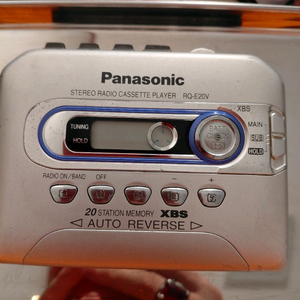 Panasonic
STEREO RADIO CASSETTE PLAYER RQ-E20V
XBS
TUNING
HOLD
MAIN
SUB
HOLD
RADIO ON/BAND OFF - +
20 STATION MEMORY XBS
◁ AUTO REVERSE ▷